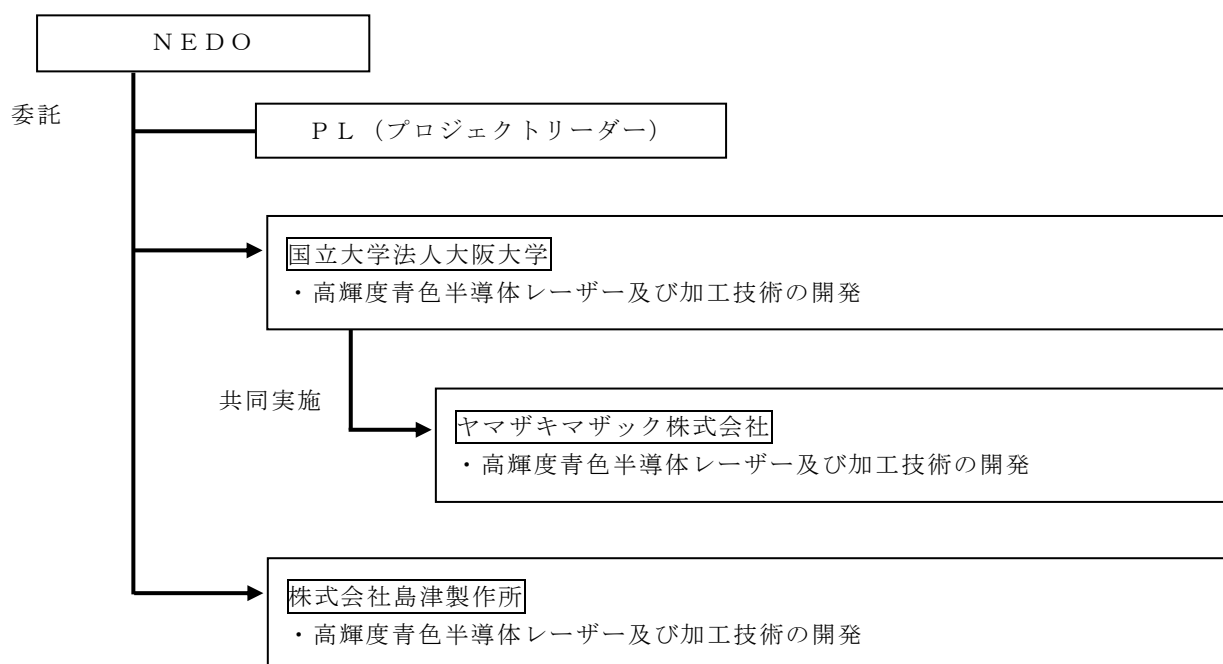 ＮＥＤＯ
委託
ＰＬ（プロジェクトリーダー）
国立大学法人大阪大学
・高輝度青色半導体レーザー及び加工技術の開発
共同実施
ヤマザキマザック株式会社
・高輝度青色半導体レーザー及び加工技術の開発
株式会社島津製作所
・高輝度青色半導体レーザー及び加工技術の開発